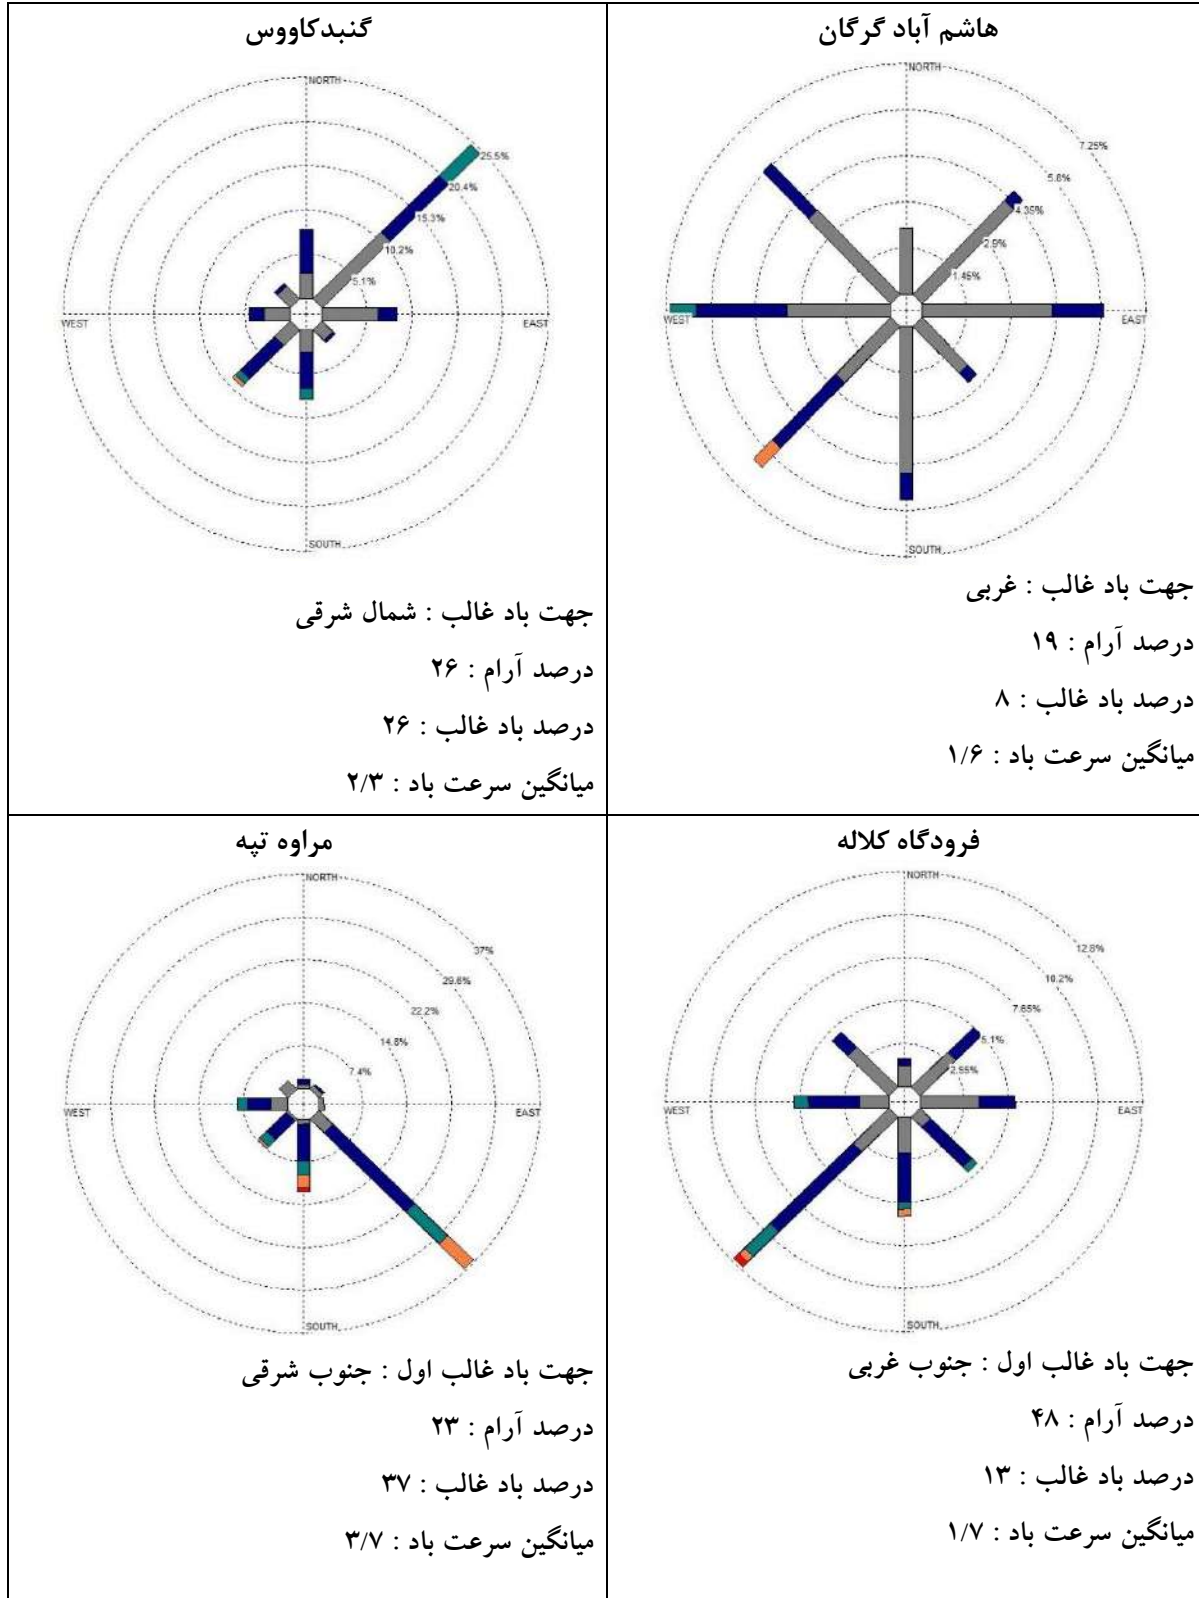 هاشم آباد گرگان
NORTH
7.25%
5.8%
4.35%
2.9%
1.45%
WEST
EAST
SOUTH
جهت باد غالب : غربی
درصد آرام : ۱۹
درصد باد غالب : ۸
میانگین سرعت باد : ۱/۶
گنبدکاووس
NORTH
25.5%
20.4%
15.3%
10.2%
5.1%
WEST
EAST
SOUTH
جهت باد غالب : شمال شرقی
درصد آرام : ۲۶
درصد باد غالب : ۲۶
میانگین سرعت باد : ۲/۳
فرودگاه کلاله
NORTH
12.8%
10.2%
7.65%
5.1%
2.55%
WEST
EAST
SOUTH
جهت باد غالب اول : جنوب غربی
درصد آرام : ۴۸
درصد باد غالب : ۱۳
میانگین سرعت باد : ۱/۷
مراوه تپه
NORTH
37%
29.6%
22.2%
14.8%
7.4%
WEST
EAST
SOUTH
جهت باد غالب اول : جنوب شرقی
درصد آرام : ۲۳
درصد باد غالب : ۳۷
میانگین سرعت باد : ۳/۷